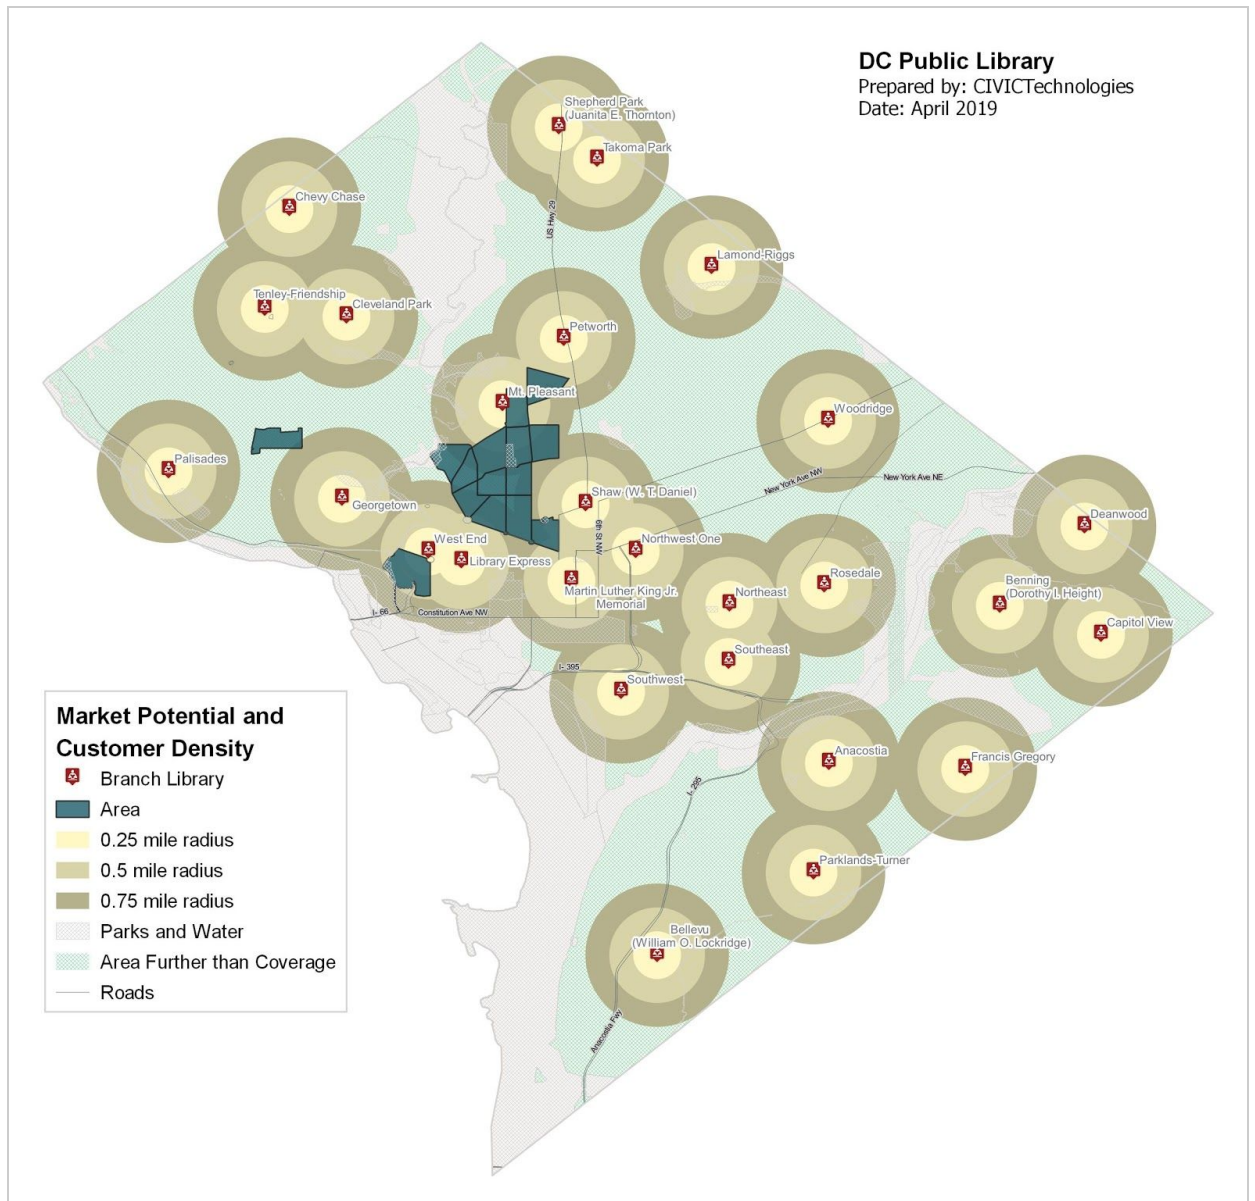 DC Public Library
Prepared by: CIVICTechnologies
Date: April 2019
Shepherd Park
(Juanita E. Thornton)
Takoma Park
Chevy Chase
US Hwy 29
Lamond-Riggs
Tenley-Friendship
Cleveland Park
Petworth
Mt. Pleasant
Woodridge
Palisades
New York Ave NW
New York Ave NE
Georgetown
Shaw (W. T. Daniel)
Deanwood
6th St NW
West End
Northwest One
Library Express
Martin Luther King Jr.
Memorial
Northeast
Rosedale
Benning
(Dorothy I. Height)
I- 66
Constitution Ave NW
Capitol View
Southeast
I- 395
Southwest
Anacostia
Francis Gregory
I- 295
Parklands-Turner
Bellevu
(William O. Lockridge)
Anacostia Fwy
Market Potential and
Customer Density
Branch Library
Area
0.25 mile radius
0.5 mile radius
0.75 mile radius
Parks and Water
Area Further than Coverage
Roads